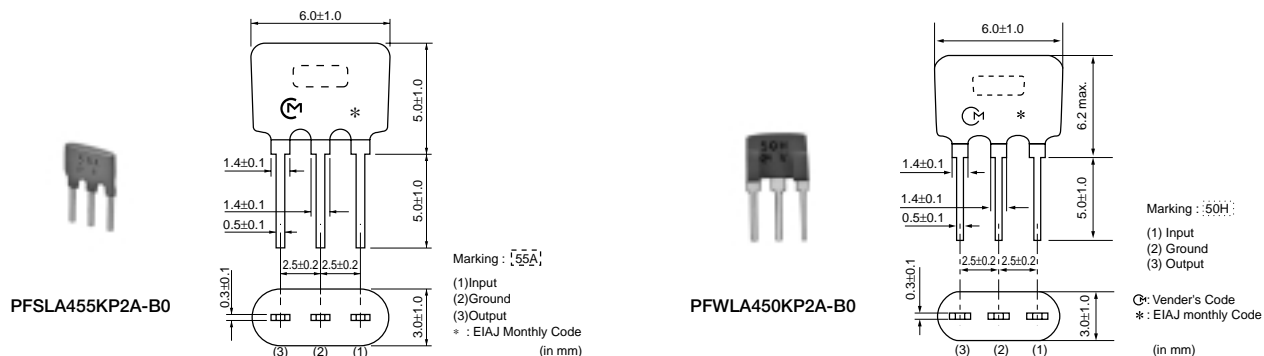 6.0±1.0
5.0±1.0
1.4±0.1
5.0±1.0
1.4±0.1
0.5±0.1
2.5±0.2 2.5±0.2
0.3±0.1
3.0±1.0
(3) (2) (1)
PFSLA455KP2A-B0
Marking : 55A
(1)Input
(2)Ground
(3)Output
* : EIAJ Monthly Code
(in mm)
6.0±1.0
6.2 max.
50H
1.4±0.1
5.0±1.0
1.4±0.1
0.5±0.1
2.5±0.2 2.5±0.2
0.3±0.1
3.0±1.0
(3) (2) (1)
PFWLA450KP2A-B0
Marking : 50H
(1) Input
(2) Ground
(3) Output
: Vender's Code
* : EIAJ monthly Code
(in mm)